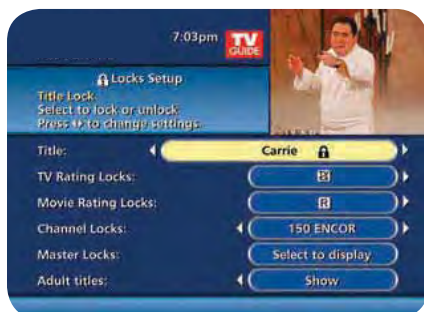 7:03pm
TV GUIDE
Locks Setup
Title Lock.
Select to lock or unlock
Press to change settings.
Title: Carrie
TV Rating Locks:
Movie Rating Locks: R
Channel Locks: 150 ENCOR
Master Locks: Select to display
Adult titles: Show